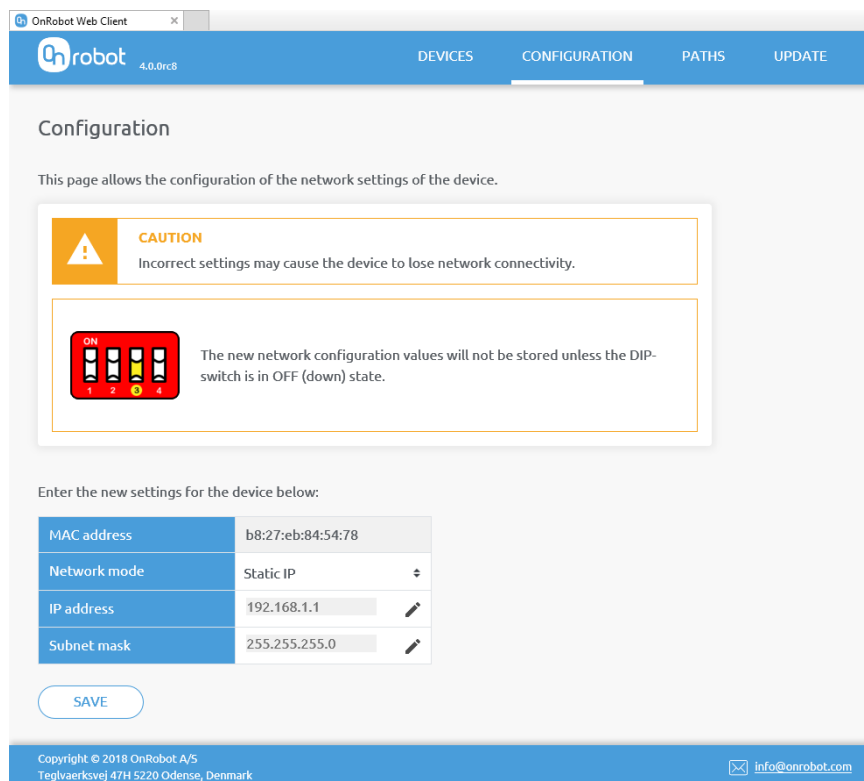 OnRobot Web Client
On robot 4.0.0rc8 DEVICES CONFIGURATION PATHS UPDATE
Configuration
This page allows the configuration of the network settings of the device.
CAUTION
Incorrect settings may cause the device to lose network connectivity.
ON
1 2 3 4
The new network configuration values will not be stored unless the DIP-
switch is in OFF (down) state.
Enter the new settings for the device below:
MAC address b8:27:eb:84:54:78
Network mode Static IP
IP address 192.168.1.1
Subnet mask 255.255.255.0
SAVE
Copyright © 2018 OnRobot A/S
Teglvaerksvej 47H 5220 Odense, Denmark
info@onrobot.com